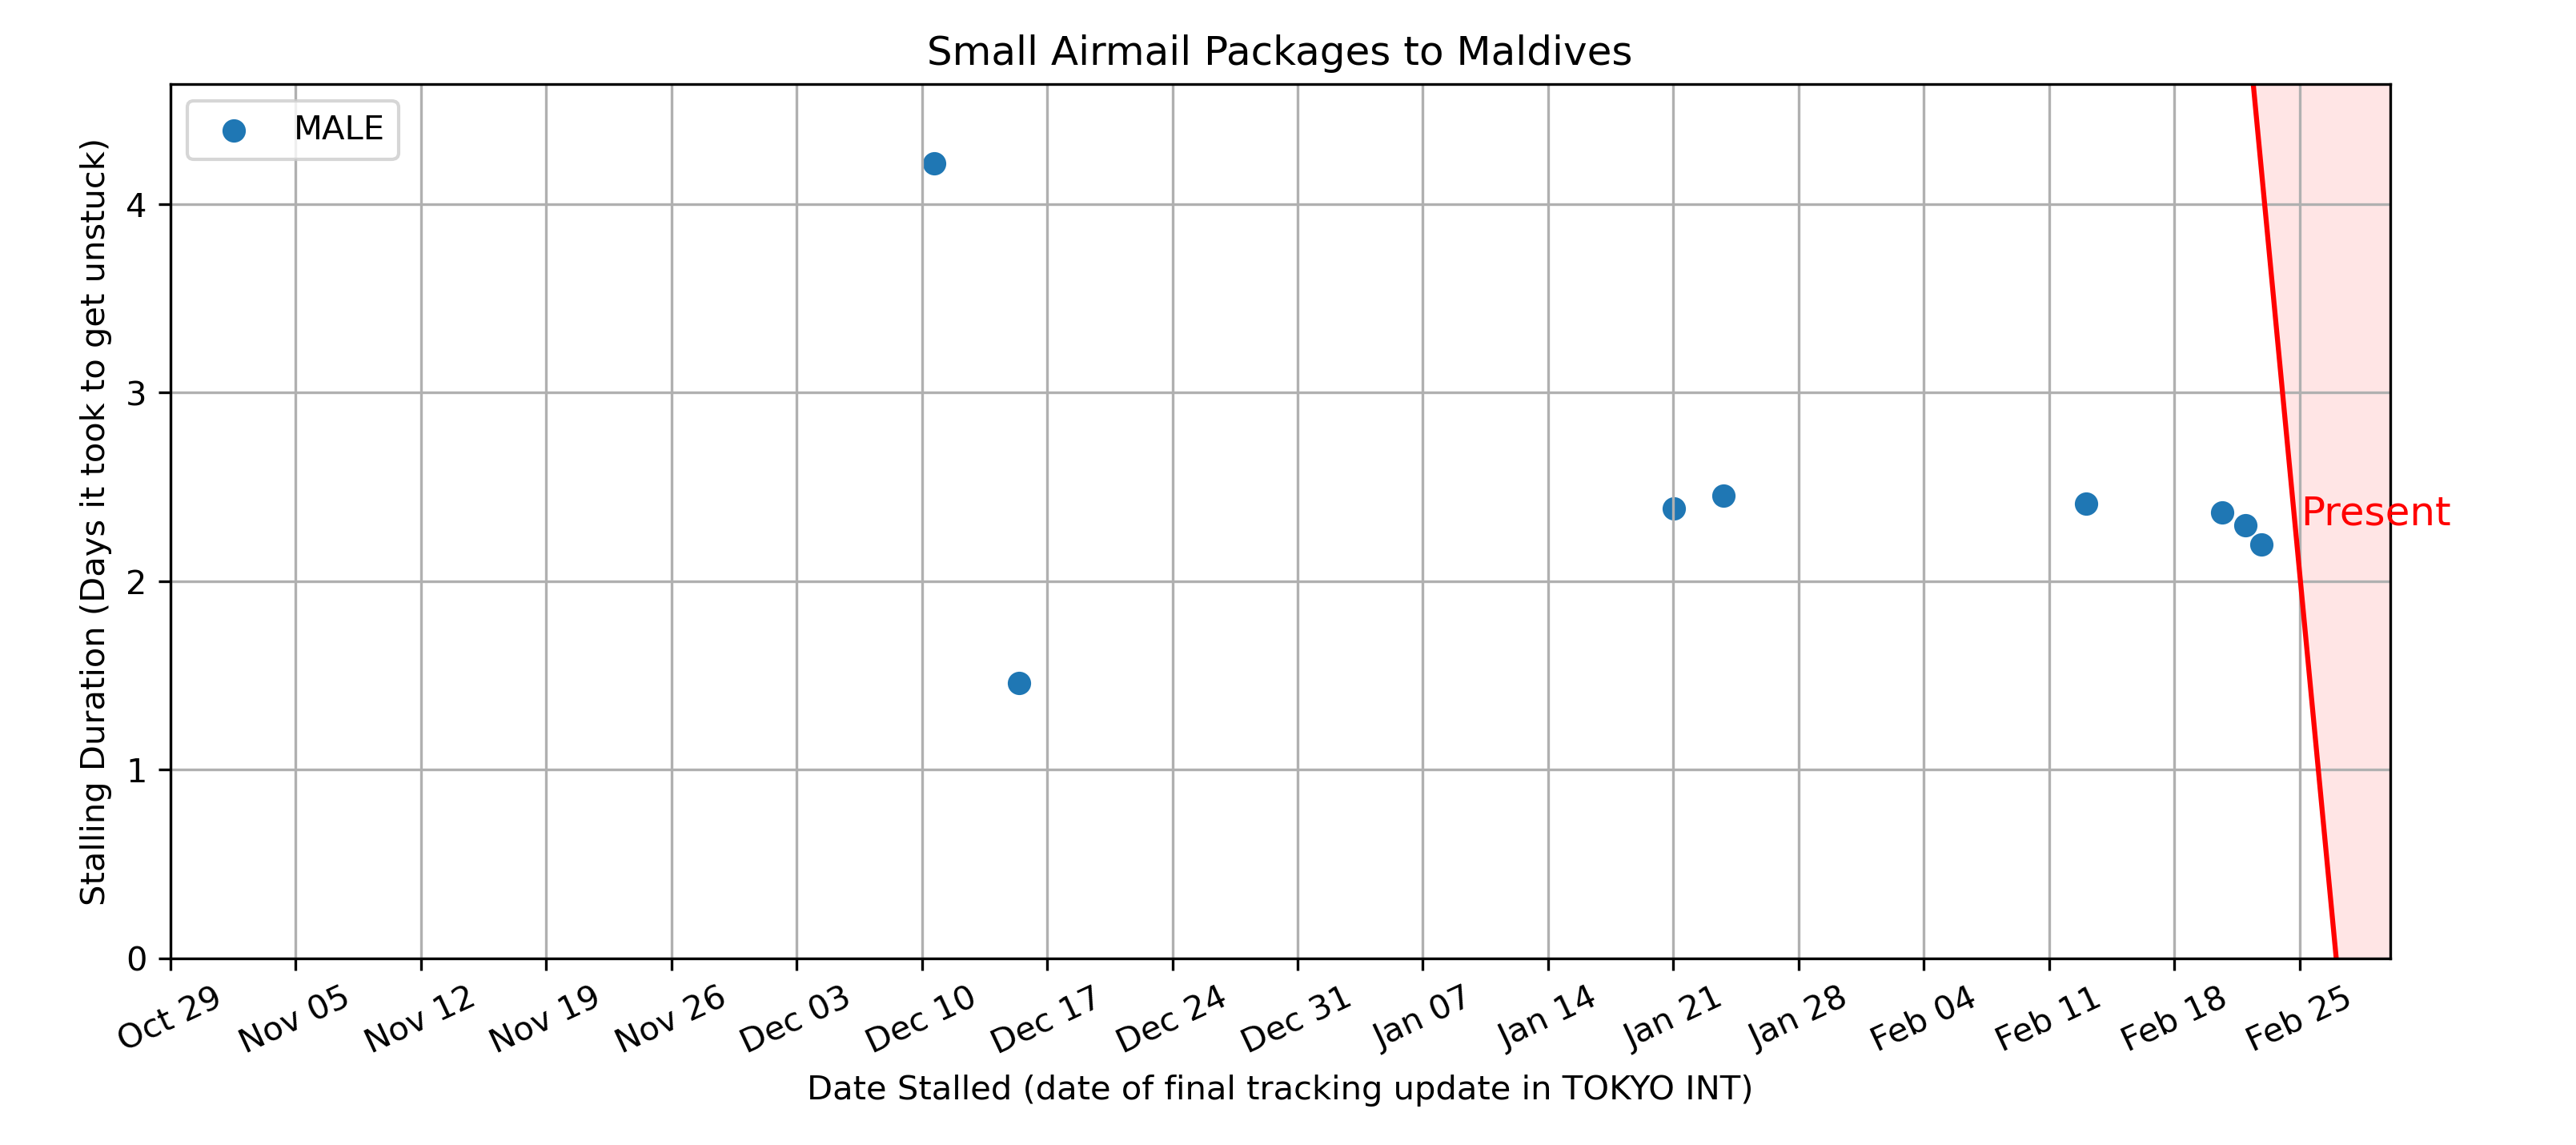 Small Airmail Packages to Maldives
MALE
Stalling Duration (Days it took to get unstuck)
4
3
2
1
0
Present
Oct 29
Nov 05
Nov 12
Nov 19
Nov 26
Dec 03
Dec 10
Dec 17
Dec 24
Dec 31
Jan 07
Jan 14
Jan 21
Jan 28
Feb 04
Feb 11
Feb 18
Feb 25
Date Stalled (date of final tracking update in TOKYO INT)